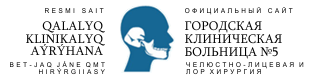 RESMI SAIT
QALALYQ
KLINIKALYQ
AÝRÝHANA
BET-JAQ JÁNE QMT
HIRÝRGIIASY
ОФИЦИАЛЬНЫЙ САЙТ
ГОРОДСКАЯ
КЛИНИЧЕСКАЯ
БОЛЬНИЦА №5
ЧЕЛЮСТНО-ЛИЦЕВАЯ И
ЛОР ХИРУРГИЯ